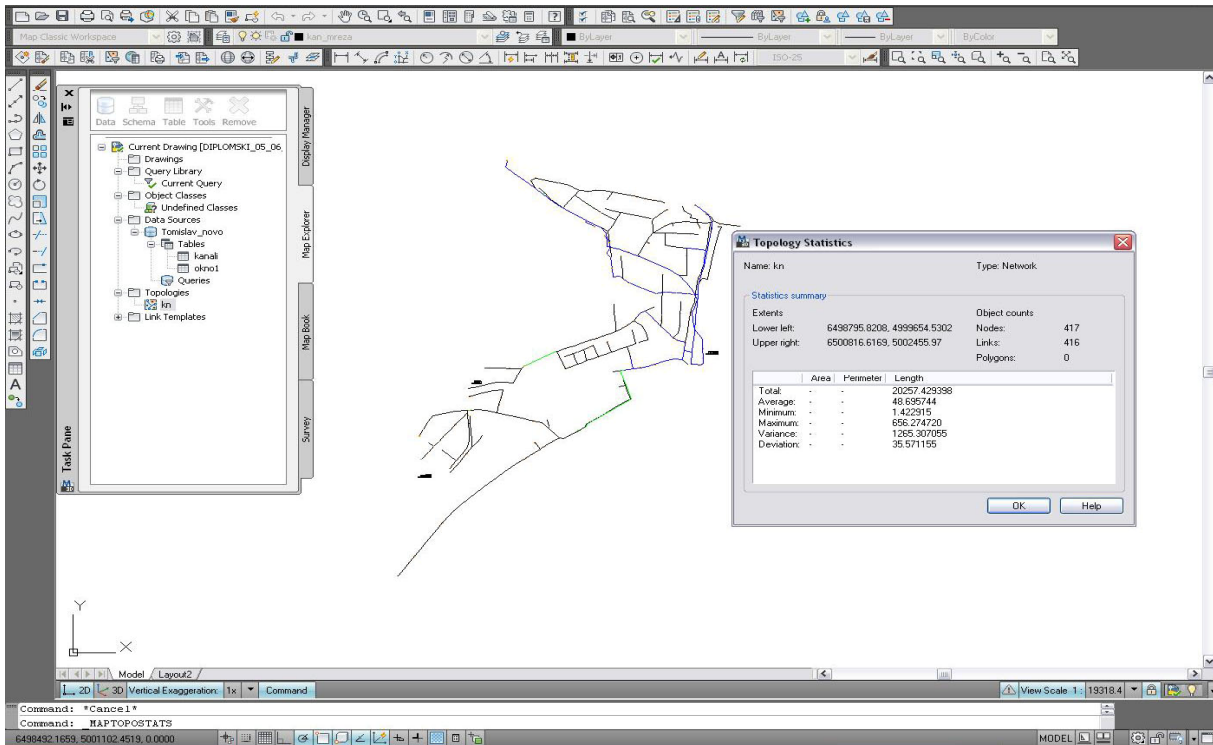 Map Classic Workspace
kan_mreza
ByLayer
ByLayer
ByLayer
ByColor
ISO-25
Data Schema Table Tools Remove
Current Drawing [DIPLOMSKI_05_06_
Drawings
Query Library
Current Query
Object Classes
Undefined Classes
Data Sources
Tomislav_novo
Tables
kanali
okno1
Queries
Topologies
kn
Link Templates
Display Manager
Map Explorer
Map Book
Survey
Task Pane
Topology Statistics
Name: kn Type: Network
Statistics summary
Extents Object counts
Lower left: 6498795.8208, 4999654.5302 Nodes: 417
Upper right: 6500816.6169, 5002455.97 Links: 416
Polygons: 0
Area Perimeter Length
Total: - - 20257.429398
Average: - - 48.695744
Minimum: - - 1.422915
Maximum: - - 656.274720
Variance: - - 1265.307055
Deviation: - - 35.571155
OK Help
Y
X
Model Layout2
2D 3D Vertical Exaggeration: 1x Command
View Scale 1 : 19318.4
Command: *Cancel*
Command: _MAPTOPOSTATS
6498492.1659, 5001102.4519, 0.0000
MODEL